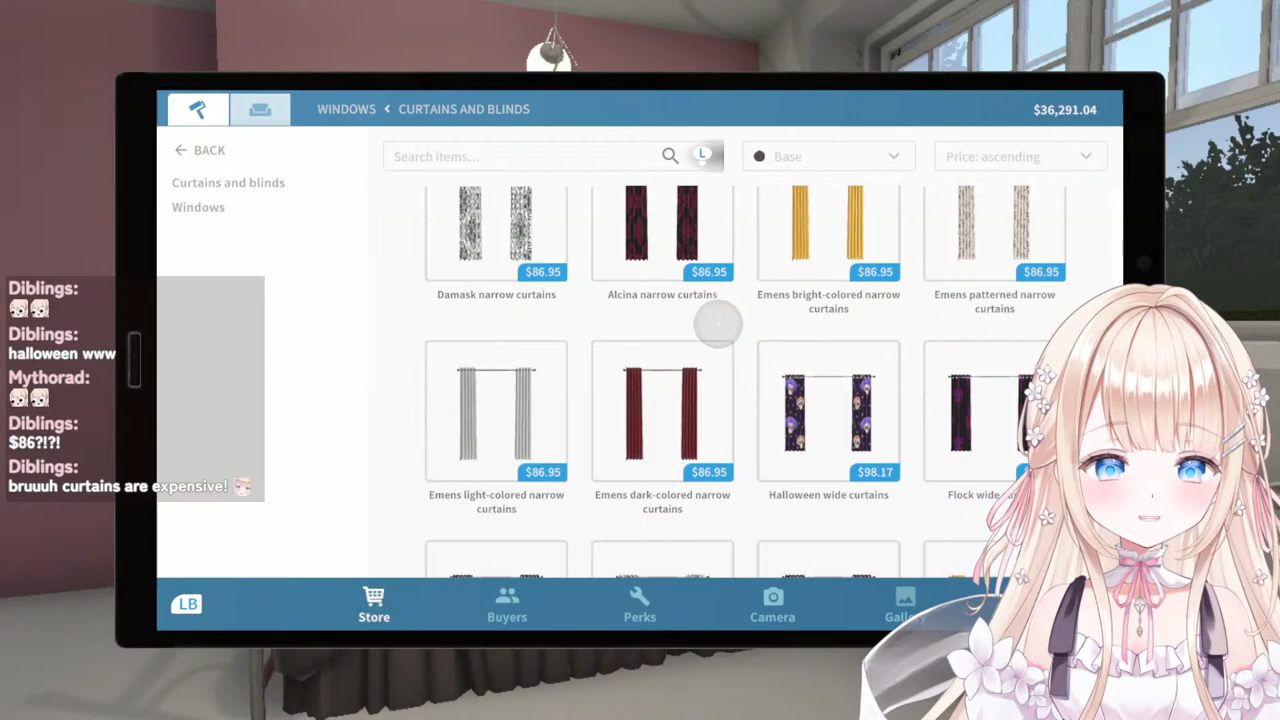 WINDOWS < CURTAINS AND BLINDS
$36,291.04
BACK
Search items...
L
Base
Price: ascending
Curtains and blinds
Windows
$86.95
$86.95
$86.95
$86.95
Damask narrow curtains
Alcina narrow curtains
Emens bright-colored narrow
curtains
Emens patterned narrow
curtains
Diblings:
Diblings:
halloween www
Mythorad:
Diblings:
$86?!?!
Diblings:
bruuuh curtains are expensive!
$86.95
$86.95
$98.17
Emens light-colored narrow
curtains
Emens dark-colored narrow
curtains
Halloween wide curtains
Flock wide
LB
Store
Buyers
Perks
Camera